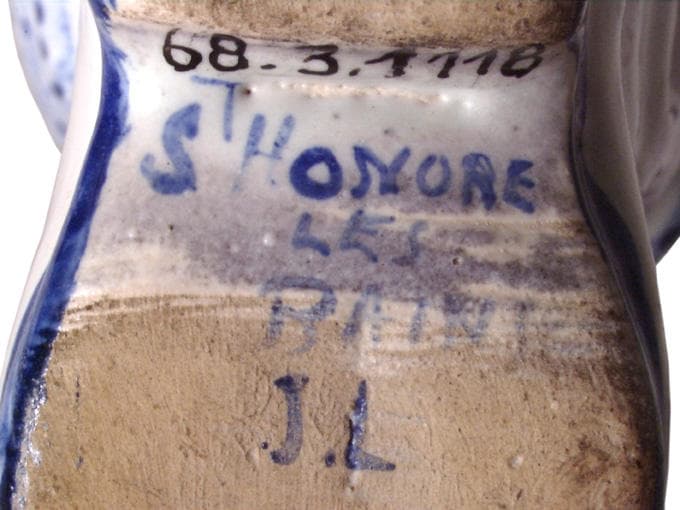 68.3.1118
ST HONORE
LES
BAINS
J.L